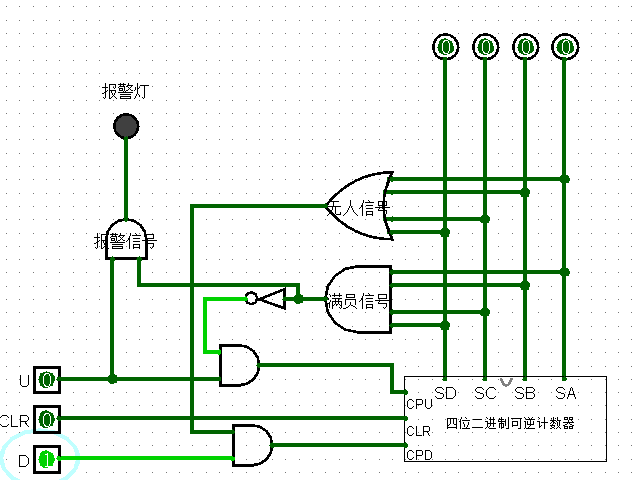 0 0 0 0
报警灯
无人信号
报警信号
满员信号
U 0
SD SC SB SA
CPU
CLR 0
四位二进制可逆计数器
CLR
D 1
CPD